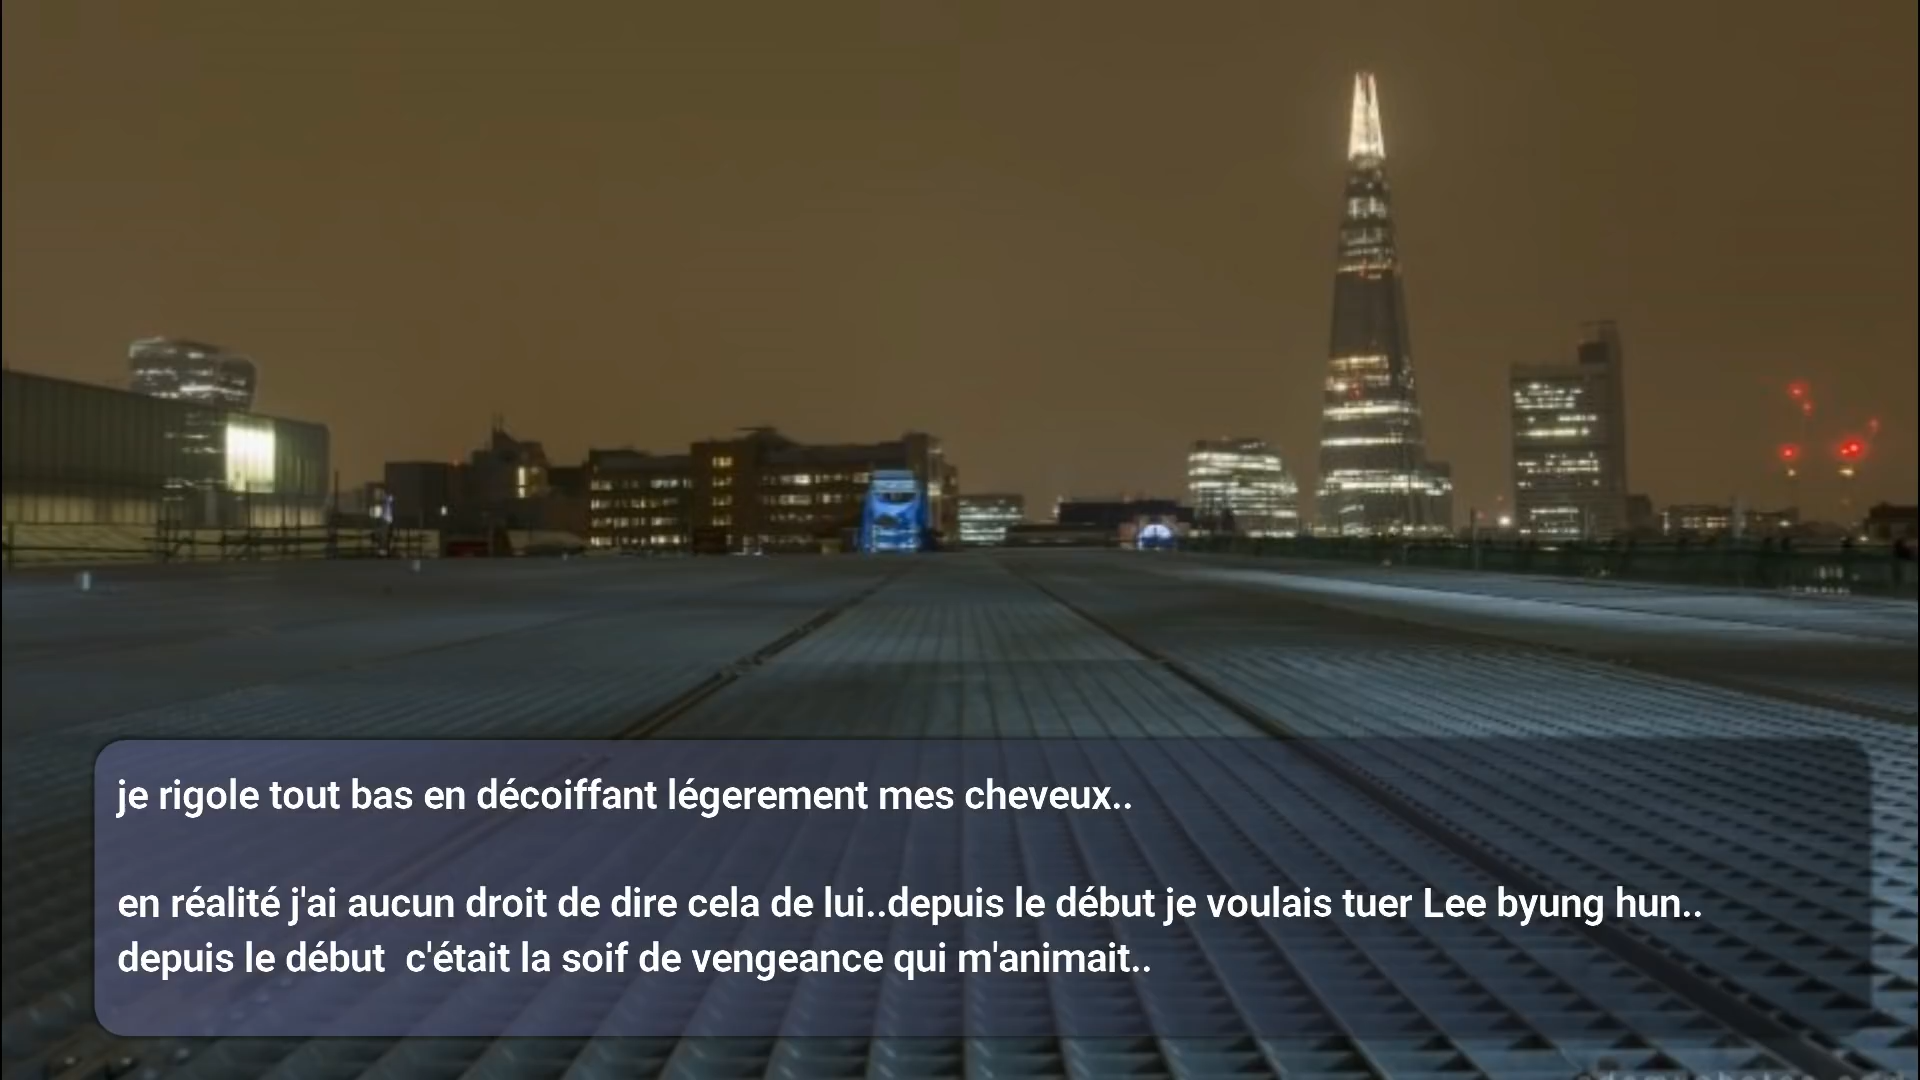 je rigole tout bas en décoiffant légerement mes cheveux..
en réalité j'ai aucun droit de dire cela de lui..depuis le début je voulais tuer Lee byung hun..
depuis le début  c'était la soif de vengeance qui m'animait..